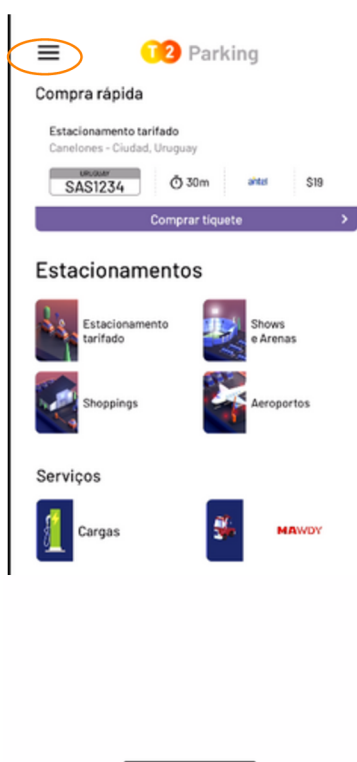 T2 Parking
Compra rápida
Estacionamento tarifado
Canelones - Ciudad, Uruguay
URUGUAY
SAS1234 30m antel $19
Comprar tíquete
Estacionamentos
Estacionamento
tarifado
Shows
e Arenas
Shoppings
Aeroportos
Serviços
Cargas
MAWDY